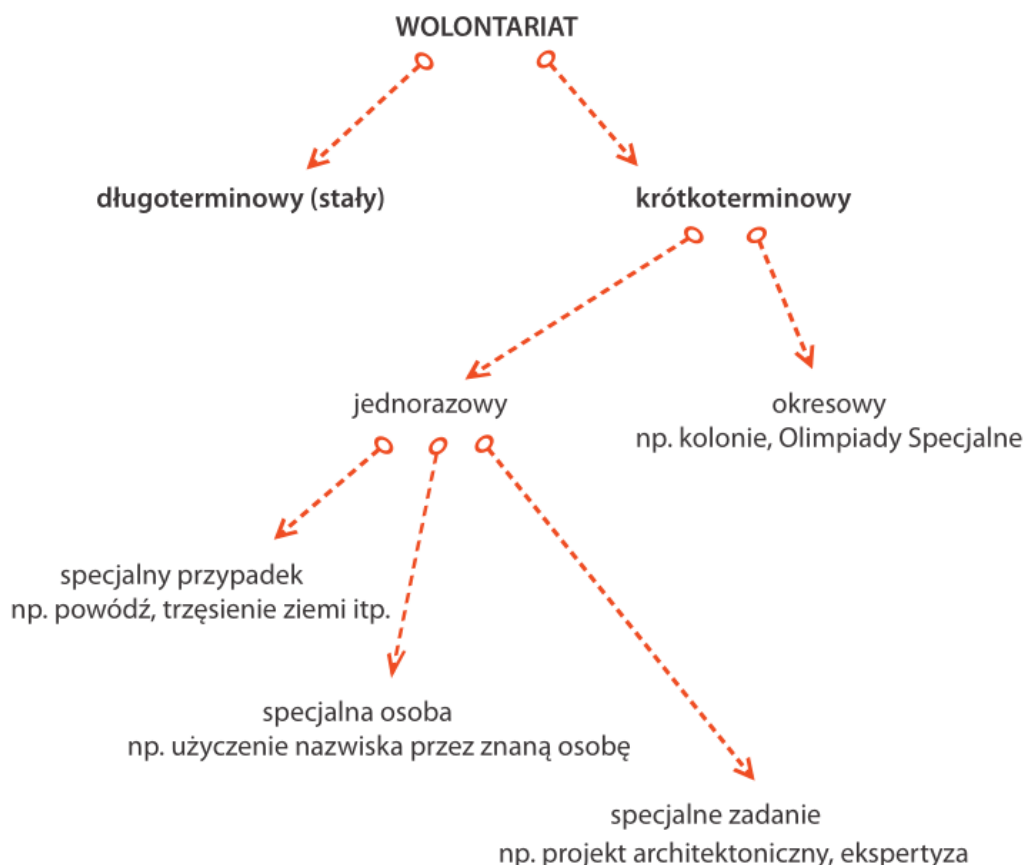 WOLONTARIAT
długoterminowy (stały)
krótkoterminowy
jednorazowy
okresowy
np. kolonie, Olimpiady Specjalne
specjalny przypadek
np. powódź, trzęsienie ziemi itp.
specjalna osoba
np. użyczenie nazwiska przez znaną osobę
specjalne zadanie
np. projekt architektoniczny, ekspertyza